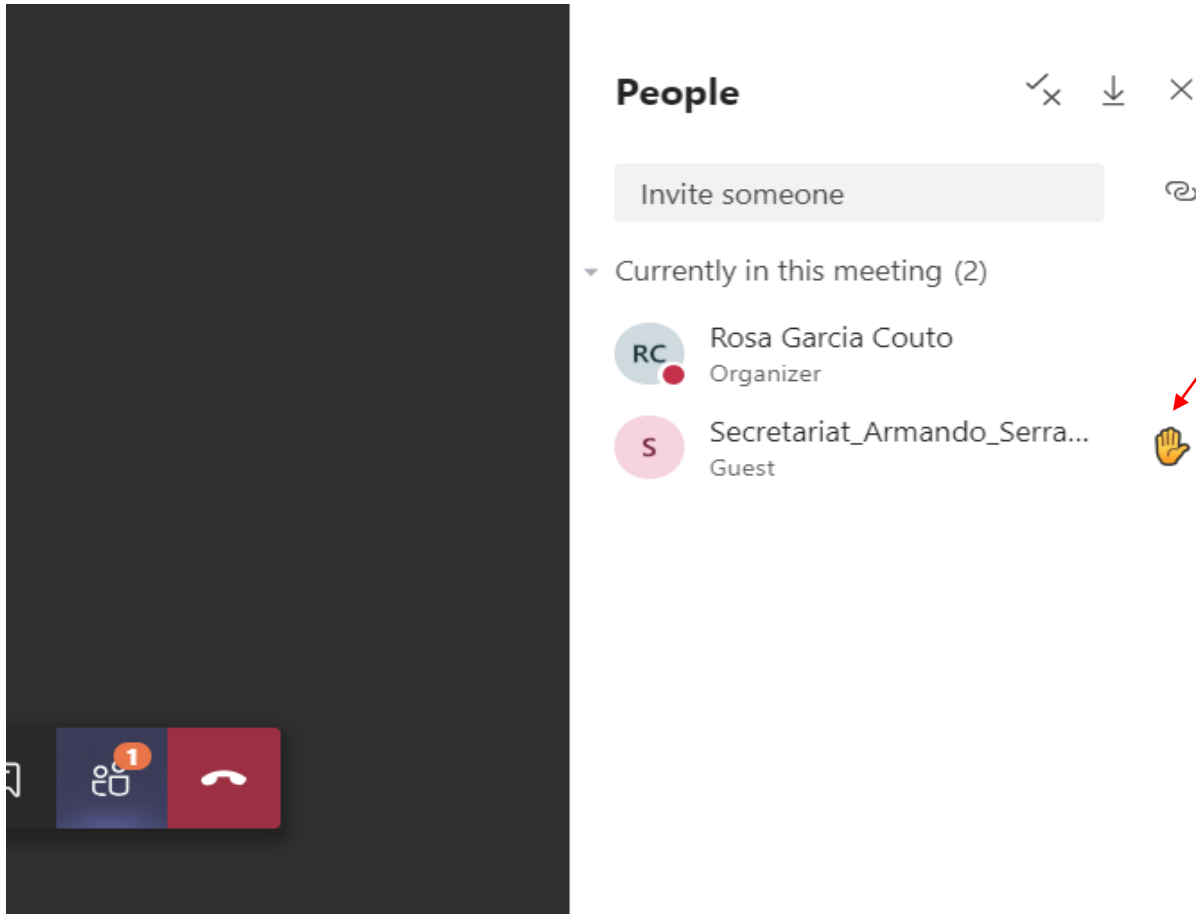 People
Invite someone
Currently in this meeting (2)
RC
Rosa Garcia Couto
Organizer
S
Secretariat_Armando_Serra...
Guest
1